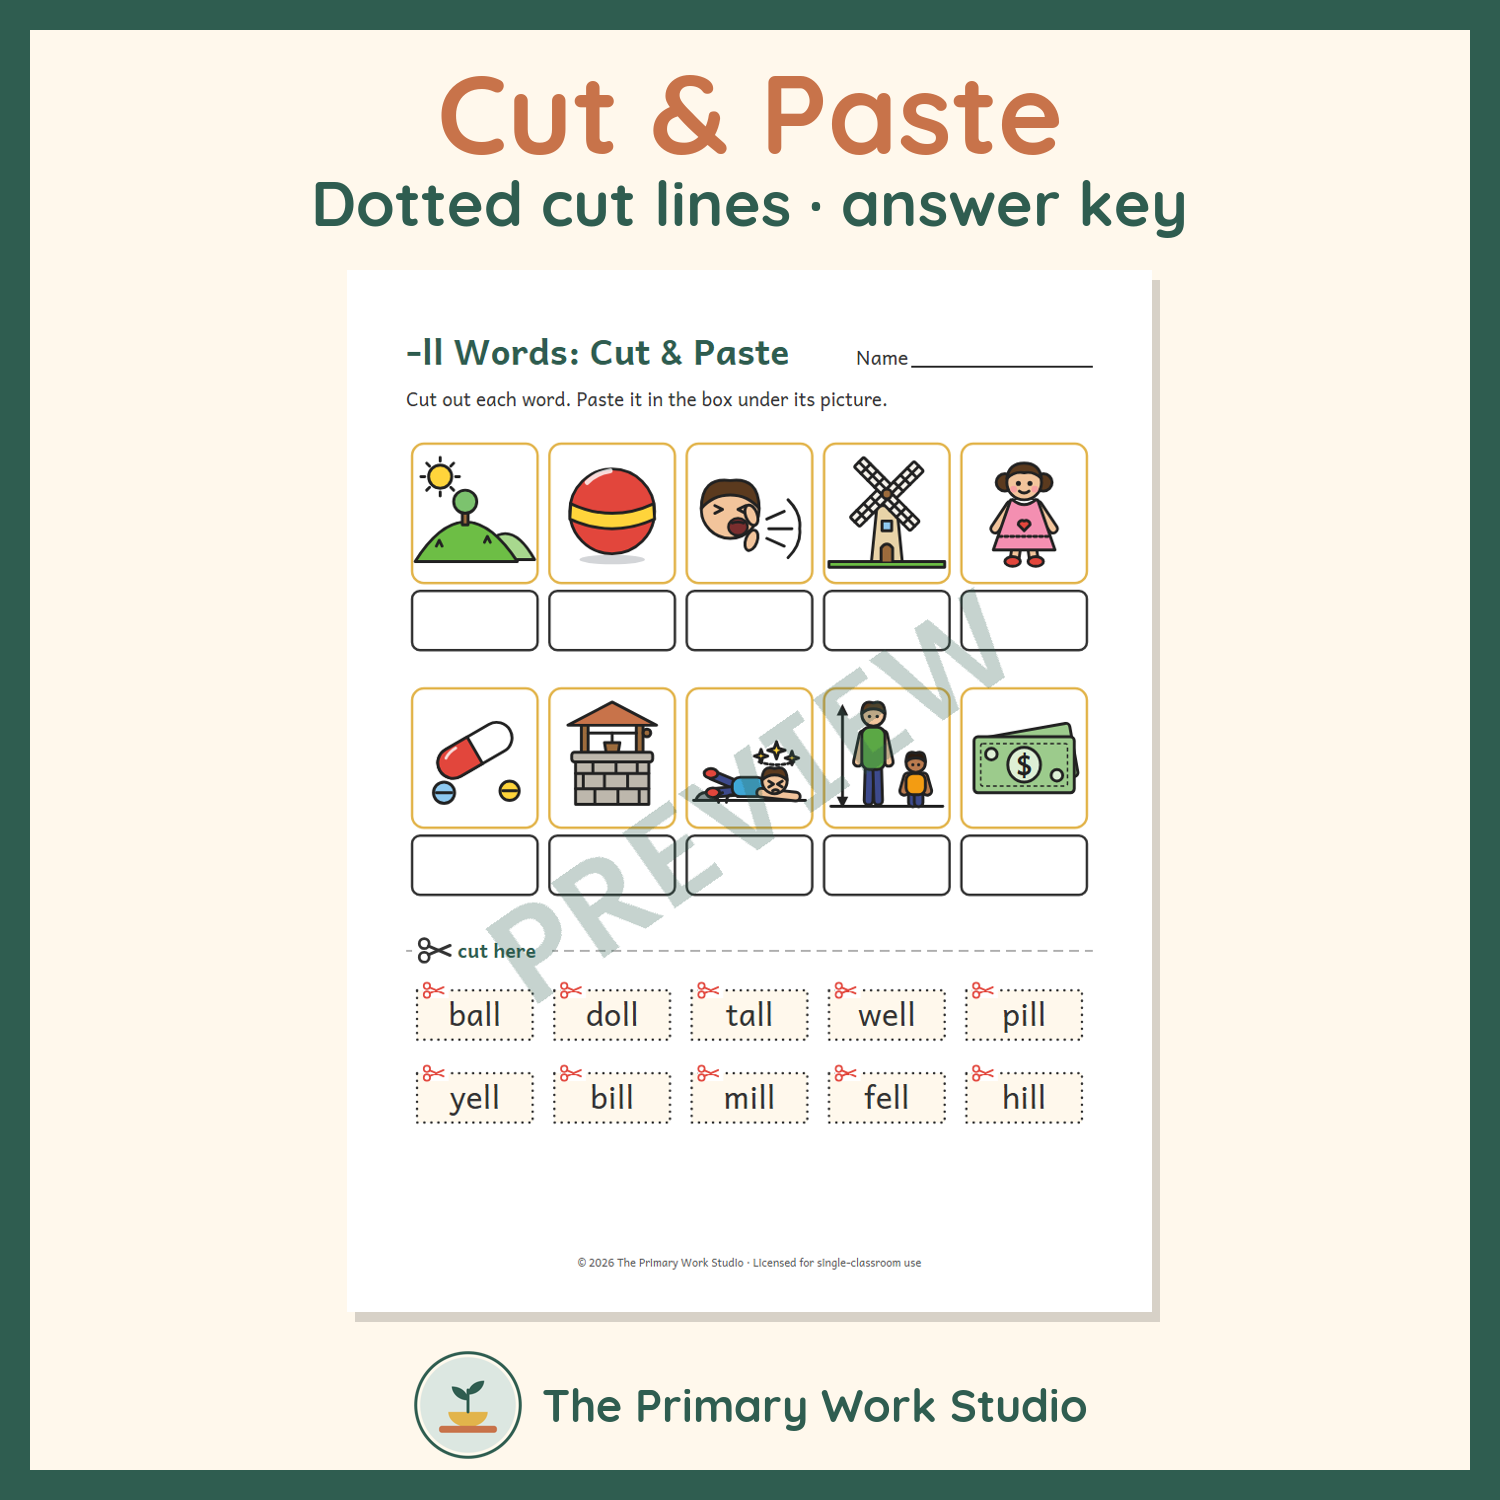 Cut & Paste
Dotted cut lines · answer key
-ll Words: Cut & Paste
Name
Cut out each word. Paste it in the box under its picture.
$
PREVIEW
cut here
ball doll tall well pill
yell bill mill fell hill
© 2026 The Primary Work Studio · Licensed for single-classroom use
The Primary Work Studio